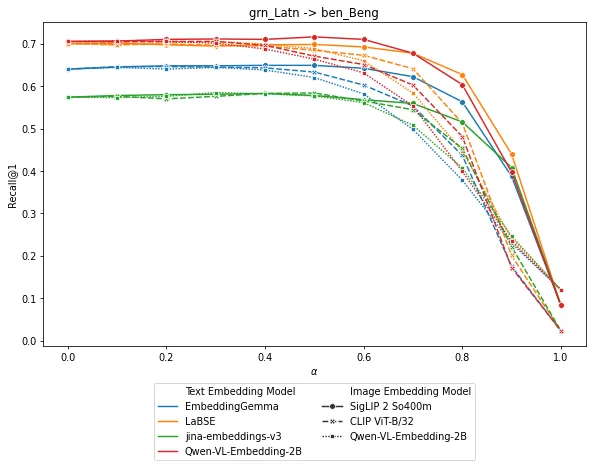 grn_Latn -> ben_Beng
Recall@1
0.7
0.6
0.5
0.4
0.3
0.2
0.1
0.0
0.0 0.2 0.4 0.6 0.8 1.0
α
Text Embedding Model
EmbeddingGemma
LaBSE
jina-embeddings-v3
Qwen-VL-Embedding-2B
Image Embedding Model
SigLIP 2 So400m
CLIP ViT-B/32
Qwen-VL-Embedding-2B